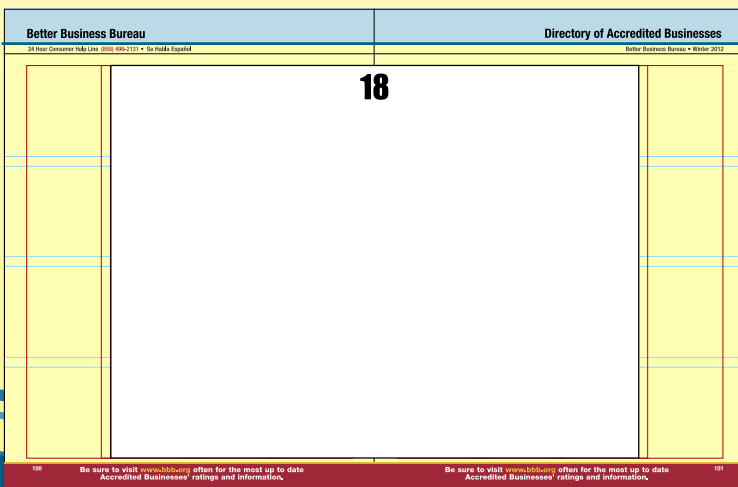 Better Business Bureau
Directory of Accredited Businesses
24 Hour Consumer Help Line (858) 496-2131 • Se Habla Español
Better Business Bureau • Winter 2012
18
100
Be sure to visit www.bbb.org often for the most up to date
Accredited Businesses' ratings and information.
Be sure to visit www.bbb.org often for the most up to date
Accredited Businesses' ratings and information.
101